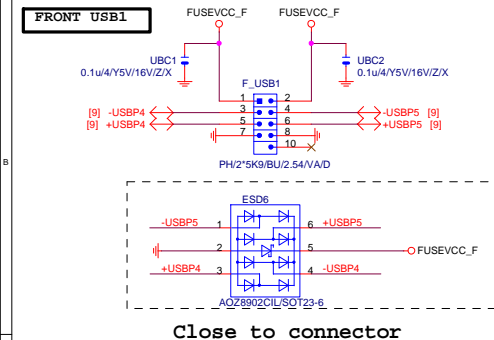 FRONT USB1
FUSEVCC_F FUSEVCC_F
UBC1 UBC2
0.1u/4/Y5V/16V/Z/X 0.1u/4/Y5V/16V/Z/X
F_USB1
1 2
[9] -USBP4 3 4 -USBP5 [9]
[9] +USBP4 5 6 +USBP5 [9]
7 8
10
PH/2*5K9/BU/2.54/VA/D
B
ESD6
-USBP5 1 6 +USBP5
2 5 FUSEVCC_F
+USBP4 3 4 -USBP4
AOZ8902CIL/SOT23-6
Close to connector